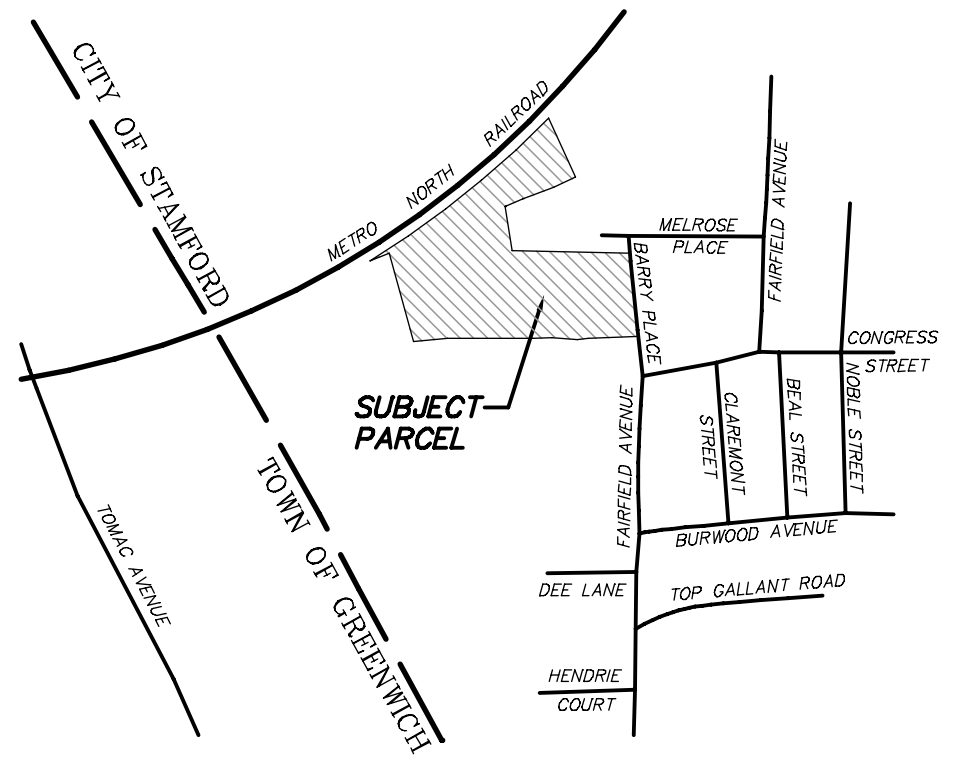 CITY OF STAMFORD
METRO NORTH RAILROAD
FAIRFIELD AVENUE
MELROSE
PLACE
BARRY PLACE
CONGRESS
STREET
SUBJECT
PARCEL
FAIRFIELD AVENUE
CLAREMONT
STREET
BEAL STREET
NOBLE STREET
TOWN OF GREENWICH
TOMAC AVENUE
BURWOOD AVENUE
DEE LANE
TOP GALLANT ROAD
HENDRIE
COURT